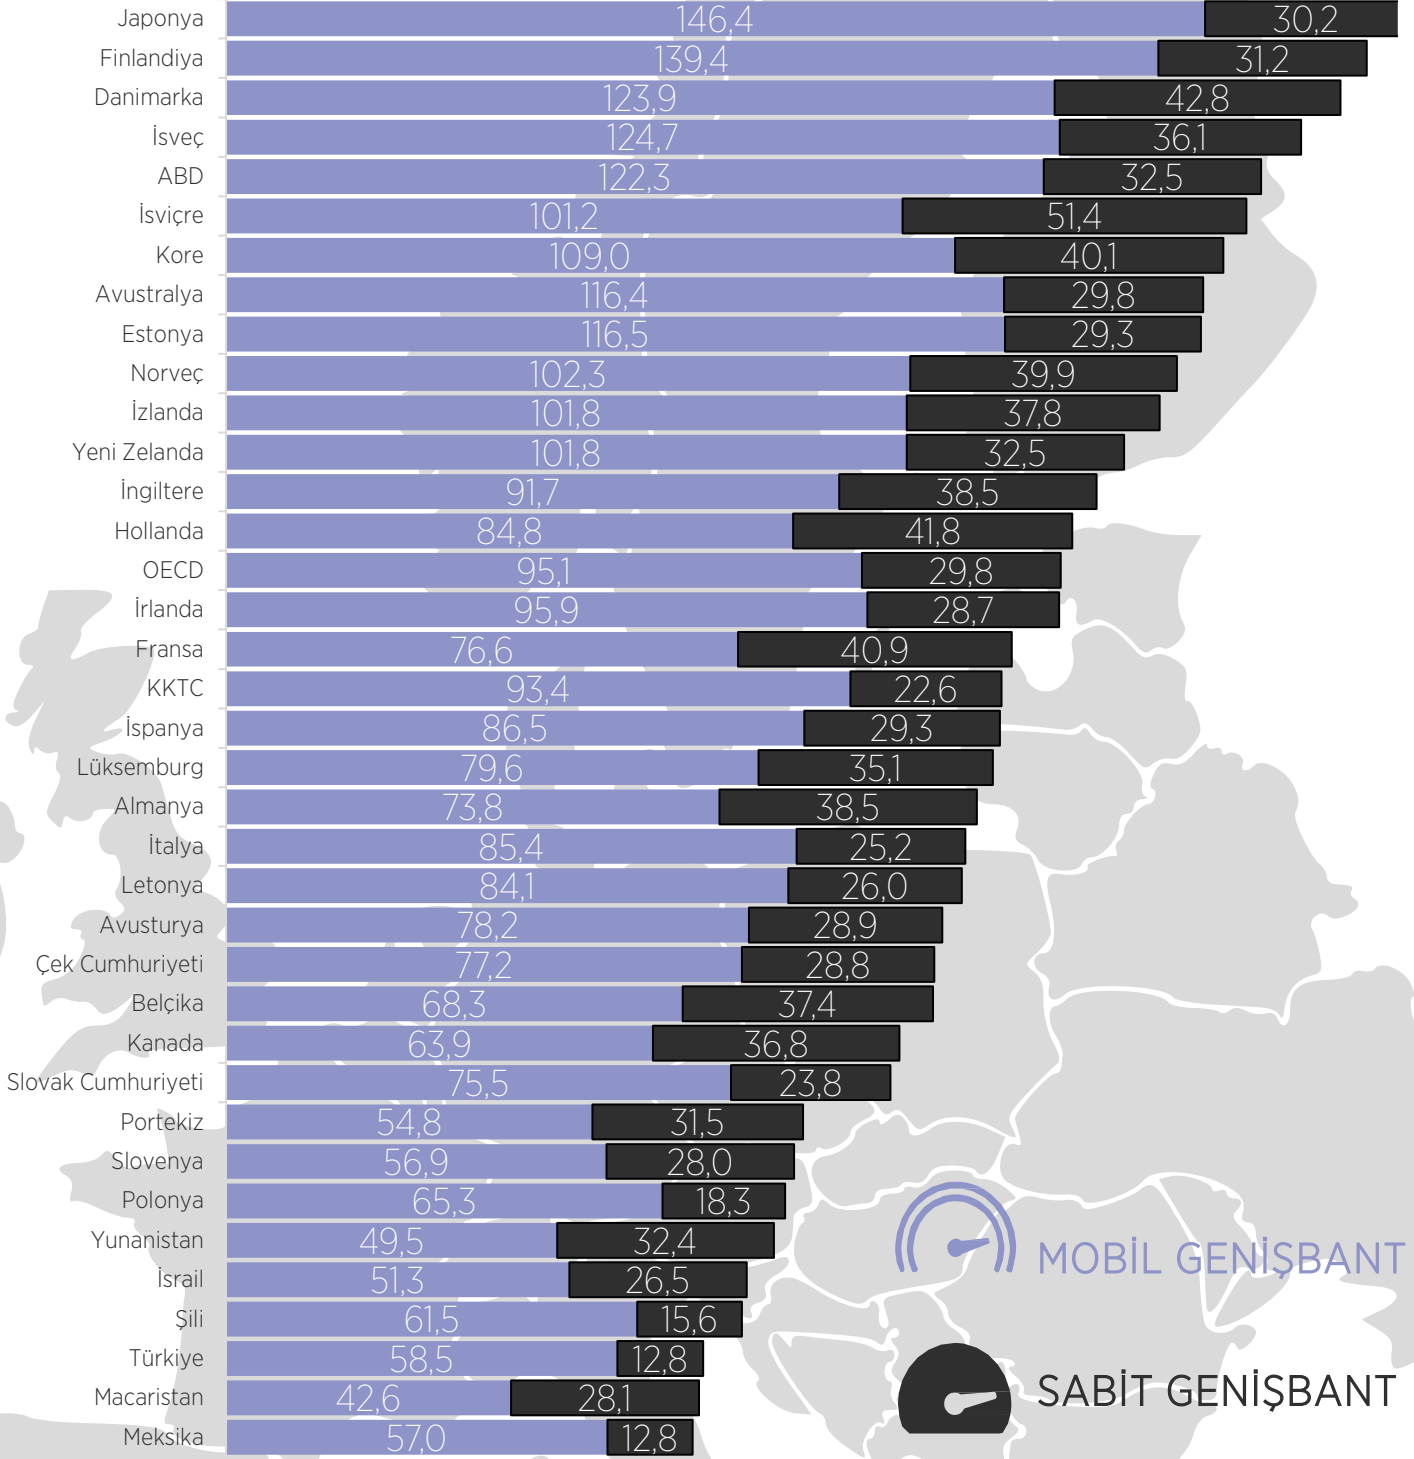 Japonya 146,4 30,2
Finlandiya 139,4 31,2
Danimarka 123,9 42,8
İsveç 124,7 36,1
ABD 122,3 32,5
İsviçre 101,2 51,4
Kore 109,0 40,1
Avustralya 116,4 29,8
Estonya 116,5 29,3
Norveç 102,3 39,9
İzlanda 101,8 37,8
Yeni Zelanda 101,8 32,5
İngiltere 91,7 38,5
Hollanda 84,8 41,8
OECD 95,1 29,8
İrlanda 95,9 28,7
Fransa 76,6 40,9
KKTC 93,4 22,6
İspanya 86,5 29,3
Lüksemburg 79,6 35,1
Almanya 73,8 38,5
İtalya 85,4 25,2
Letonya 84,1 26,0
Avusturya 78,2 28,9
Çek Cumhuriyeti 77,2 28,8
Belçika 68,3 37,4
Kanada 63,9 36,8
Slovak Cumhuriyeti 75,5 23,8
Portekiz 54,8 31,5
Slovenya 56,9 28,0
Polonya 65,3 18,3
Yunanistan 49,5 32,4
İsrail 51,3 26,5
Şili 61,5 15,6
Türkiye 58,5 12,8
Macaristan 42,6 28,1
Meksika 57,0 12,8
MOBİL GENİŞBANT
SABİT GENİŞBANT